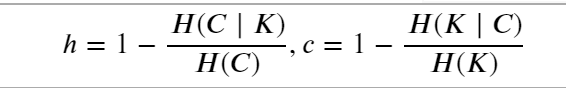 h = 1 − H(C | K) / H(C), c = 1 − H(K | C) / H(K)